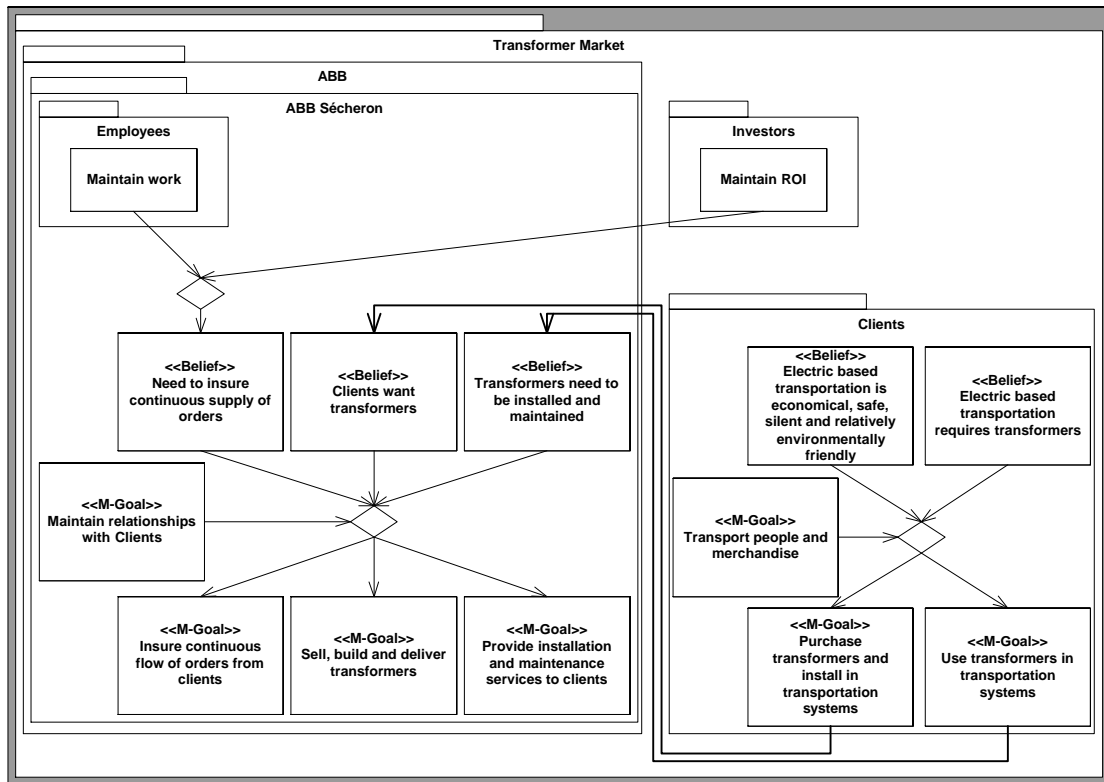 Transformer Market
ABB
ABB Sécheron
Employees
Maintain work
Investors
Maintain ROI
<<Belief>>
Need to insure
continuous supply of
orders
<<Belief>>
Clients want
transformers
<<Belief>>
Transformers need to
be installed and
maintained
<<M-Goal>>
Maintain relationships
with Clients
<<M-Goal>>
Insure continuous
flow of orders from
clients
<<M-Goal>>
Sell, build and deliver
transformers
<<M-Goal>>
Provide installation
and maintenance
services to clients
Clients
<<Belief>>
Electric based
transportation is
economical, safe,
silent and relatively
environmentally
friendly
<<Belief>>
Electric based
transportation
requires transformers
<<M-Goal>>
Transport people and
merchandise
<<M-Goal>>
Purchase
transformers and
install in
transportation
systems
<<M-Goal>>
Use transformers in
transportation
systems